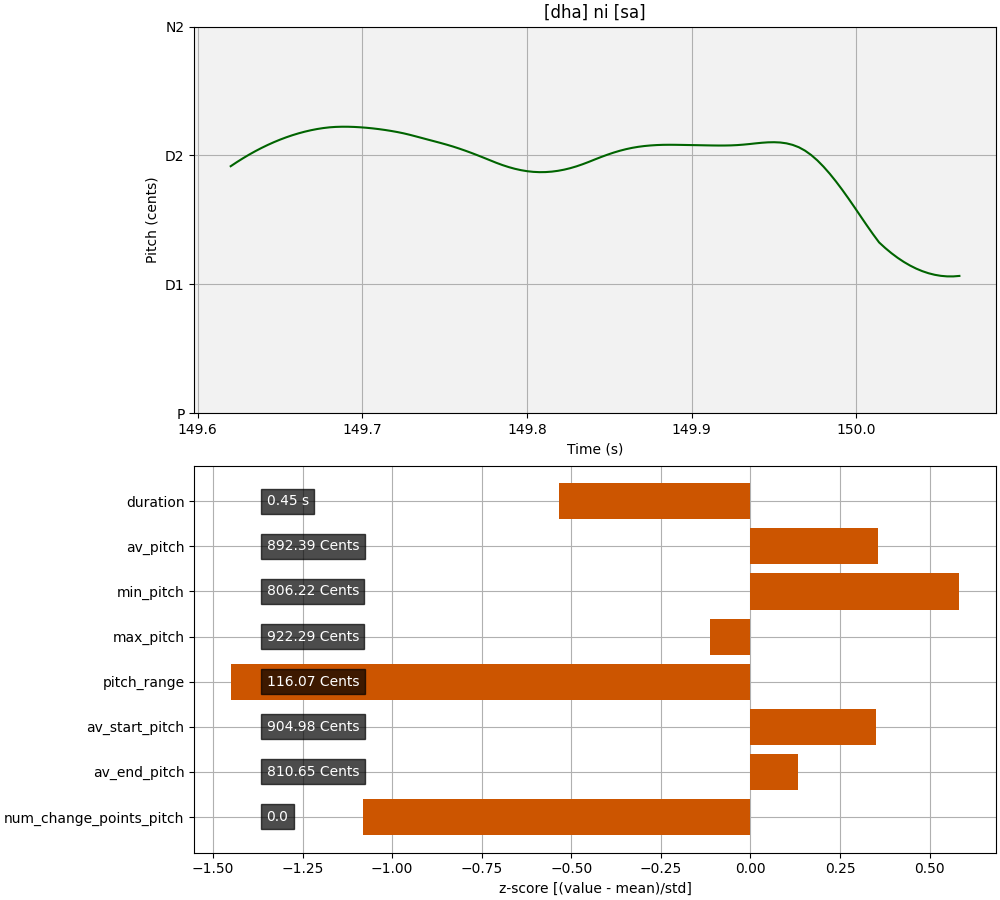 [dha] ni [sa]
N2
D2
D1
P
Pitch (cents)
149.6 149.7 149.8 149.9 150.0
Time (s)
duration 0.45 s
av_pitch 892.39 Cents
min_pitch 806.22 Cents
max_pitch 922.29 Cents
pitch_range 116.07 Cents
av_start_pitch 904.98 Cents
av_end_pitch 810.65 Cents
num_change_points_pitch 0.0
−1.50 −1.25 −1.00 −0.75 −0.50 −0.25 0.00 0.25 0.50
z-score [(value - mean)/std]